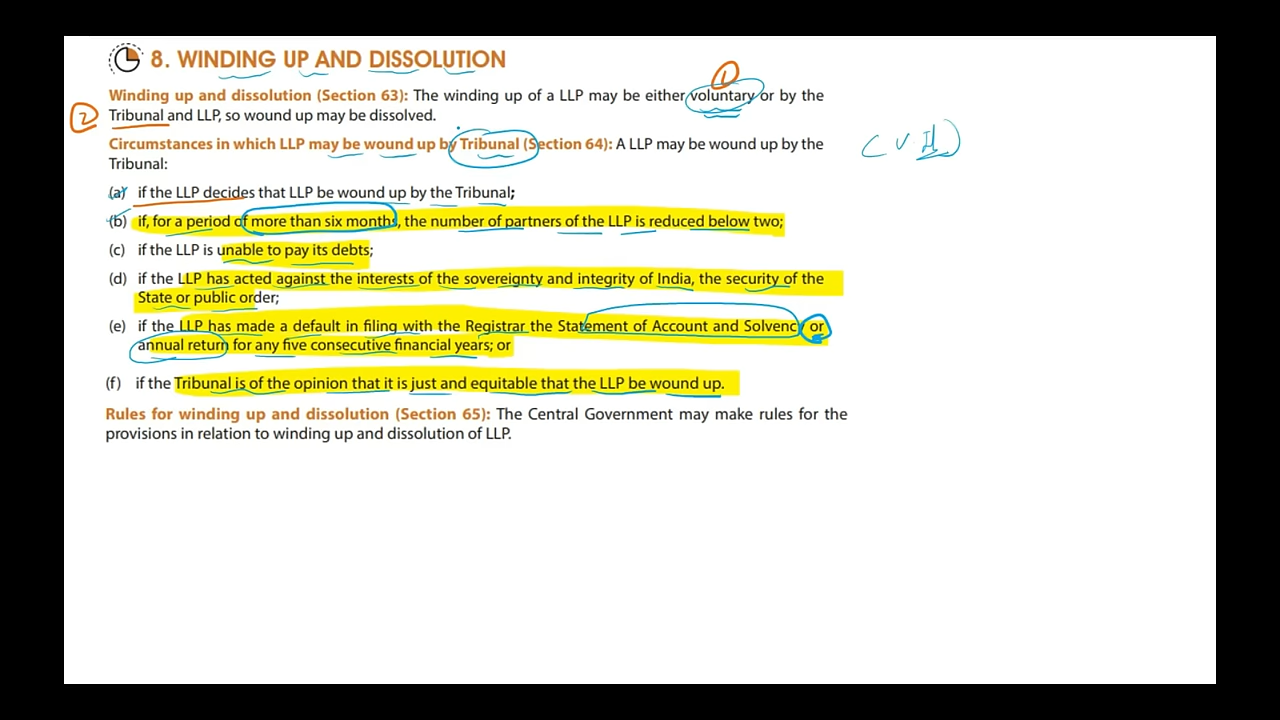 8. WINDING UP AND DISSOLUTION
Winding up and dissolution (Section 63): The winding up of a LLP may be either voluntary or by the
Tribunal and LLP, so wound up may be dissolved.
Circumstances in which LLP may be wound up by Tribunal (Section 64): A LLP may be wound up by the
Tribunal:
(a) if the LLP decides that LLP be wound up by the Tribunal;
(b) if, for a period of more than six months, the number of partners of the LLP is reduced below two;
(c) if the LLP is unable to pay its debts;
(d) if the LLP has acted against the interests of the sovereignty and integrity of India, the security of the
State or public order;
(e) if the LLP has made a default in filing with the Registrar the Statement of Account and Solvency or
annual return for any five consecutive financial years; or
(f) if the Tribunal is of the opinion that it is just and equitable that the LLP be wound up.
Rules for winding up and dissolution (Section 65): The Central Government may make rules for the
provisions in relation to winding up and dissolution of LLP.
1
2